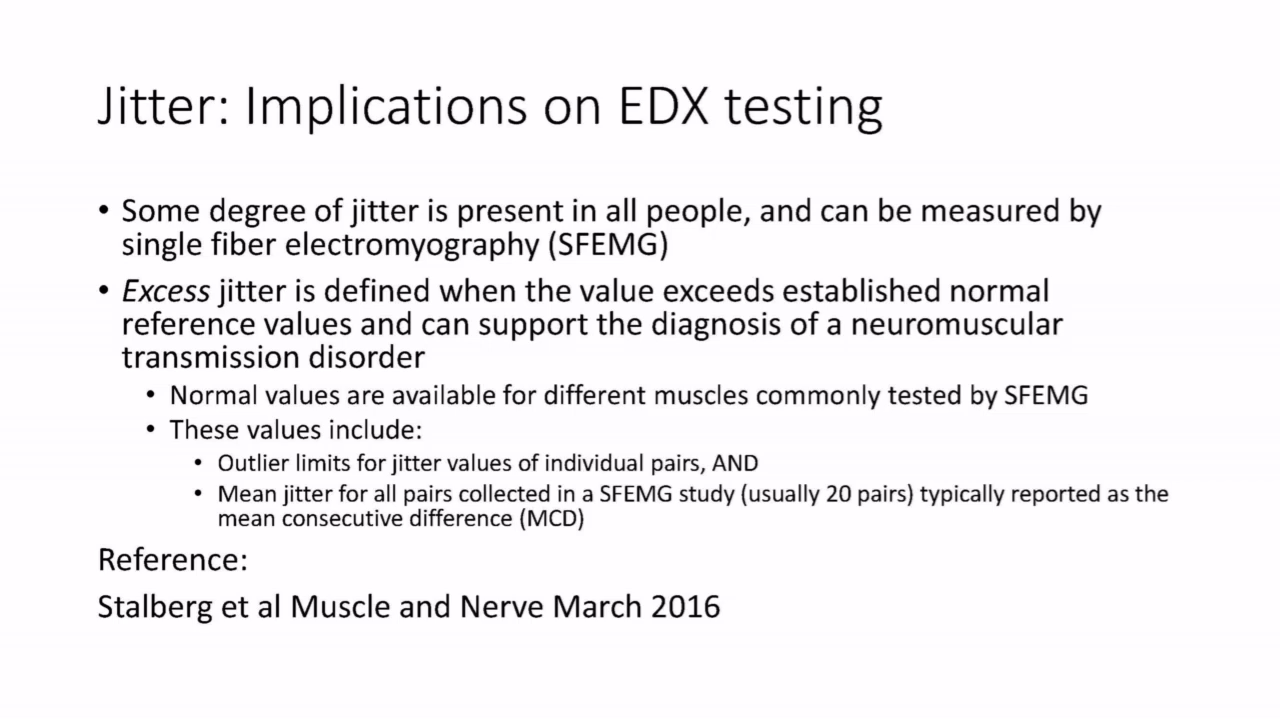 Jitter: Implications on EDX testing
• Some degree of jitter is present in all people, and can be measured by
single fiber electromyography (SFEMG)
• Excess jitter is defined when the value exceeds established normal
reference values and can support the diagnosis of a neuromuscular
transmission disorder
• Normal values are available for different muscles commonly tested by SFEMG
• These values include:
• Outlier limits for jitter values of individual pairs, AND
• Mean jitter for all pairs collected in a SFEMG study (usually 20 pairs) typically reported as the
mean consecutive difference (MCD)
Reference:
Stalberg et al Muscle and Nerve March 2016